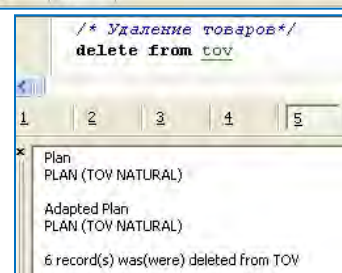 /* Удаление товаров*/
delete from tov
1 2 3 4 5
Plan
PLAN (TOV NATURAL)
Adapted Plan
PLAN (TOV NATURAL)
6 record(s) was(were) deleted from TOV